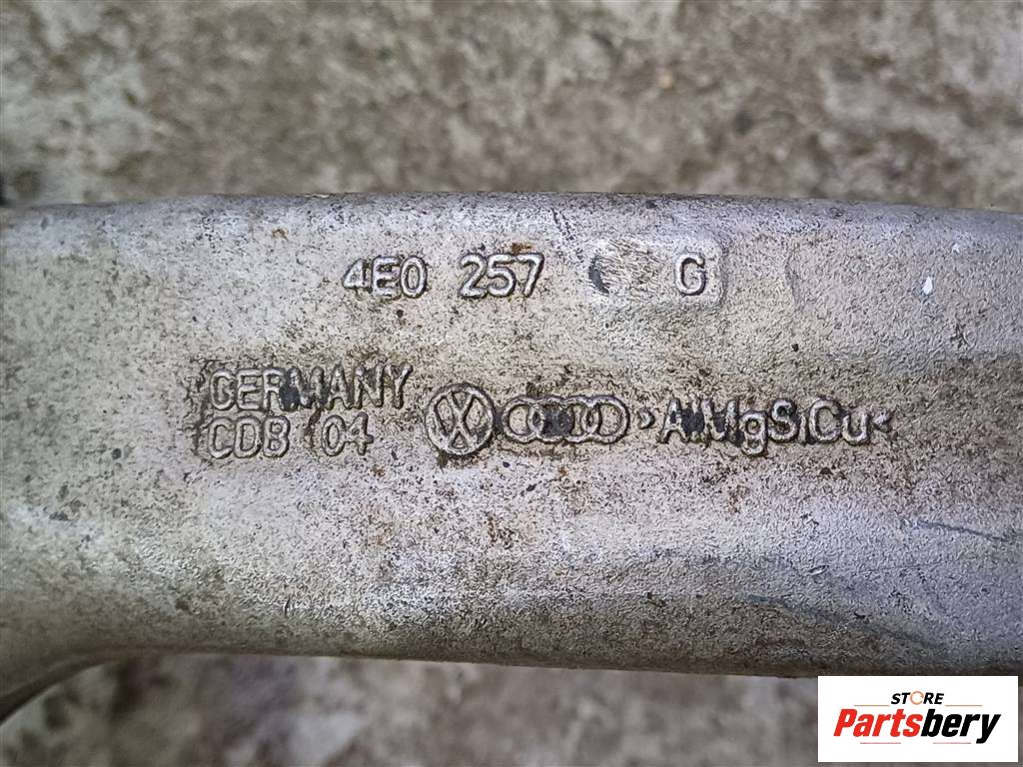 4E0 257 G
GERMANY
CDB 04 >AlMgSiCu<
STORE
Partsbery